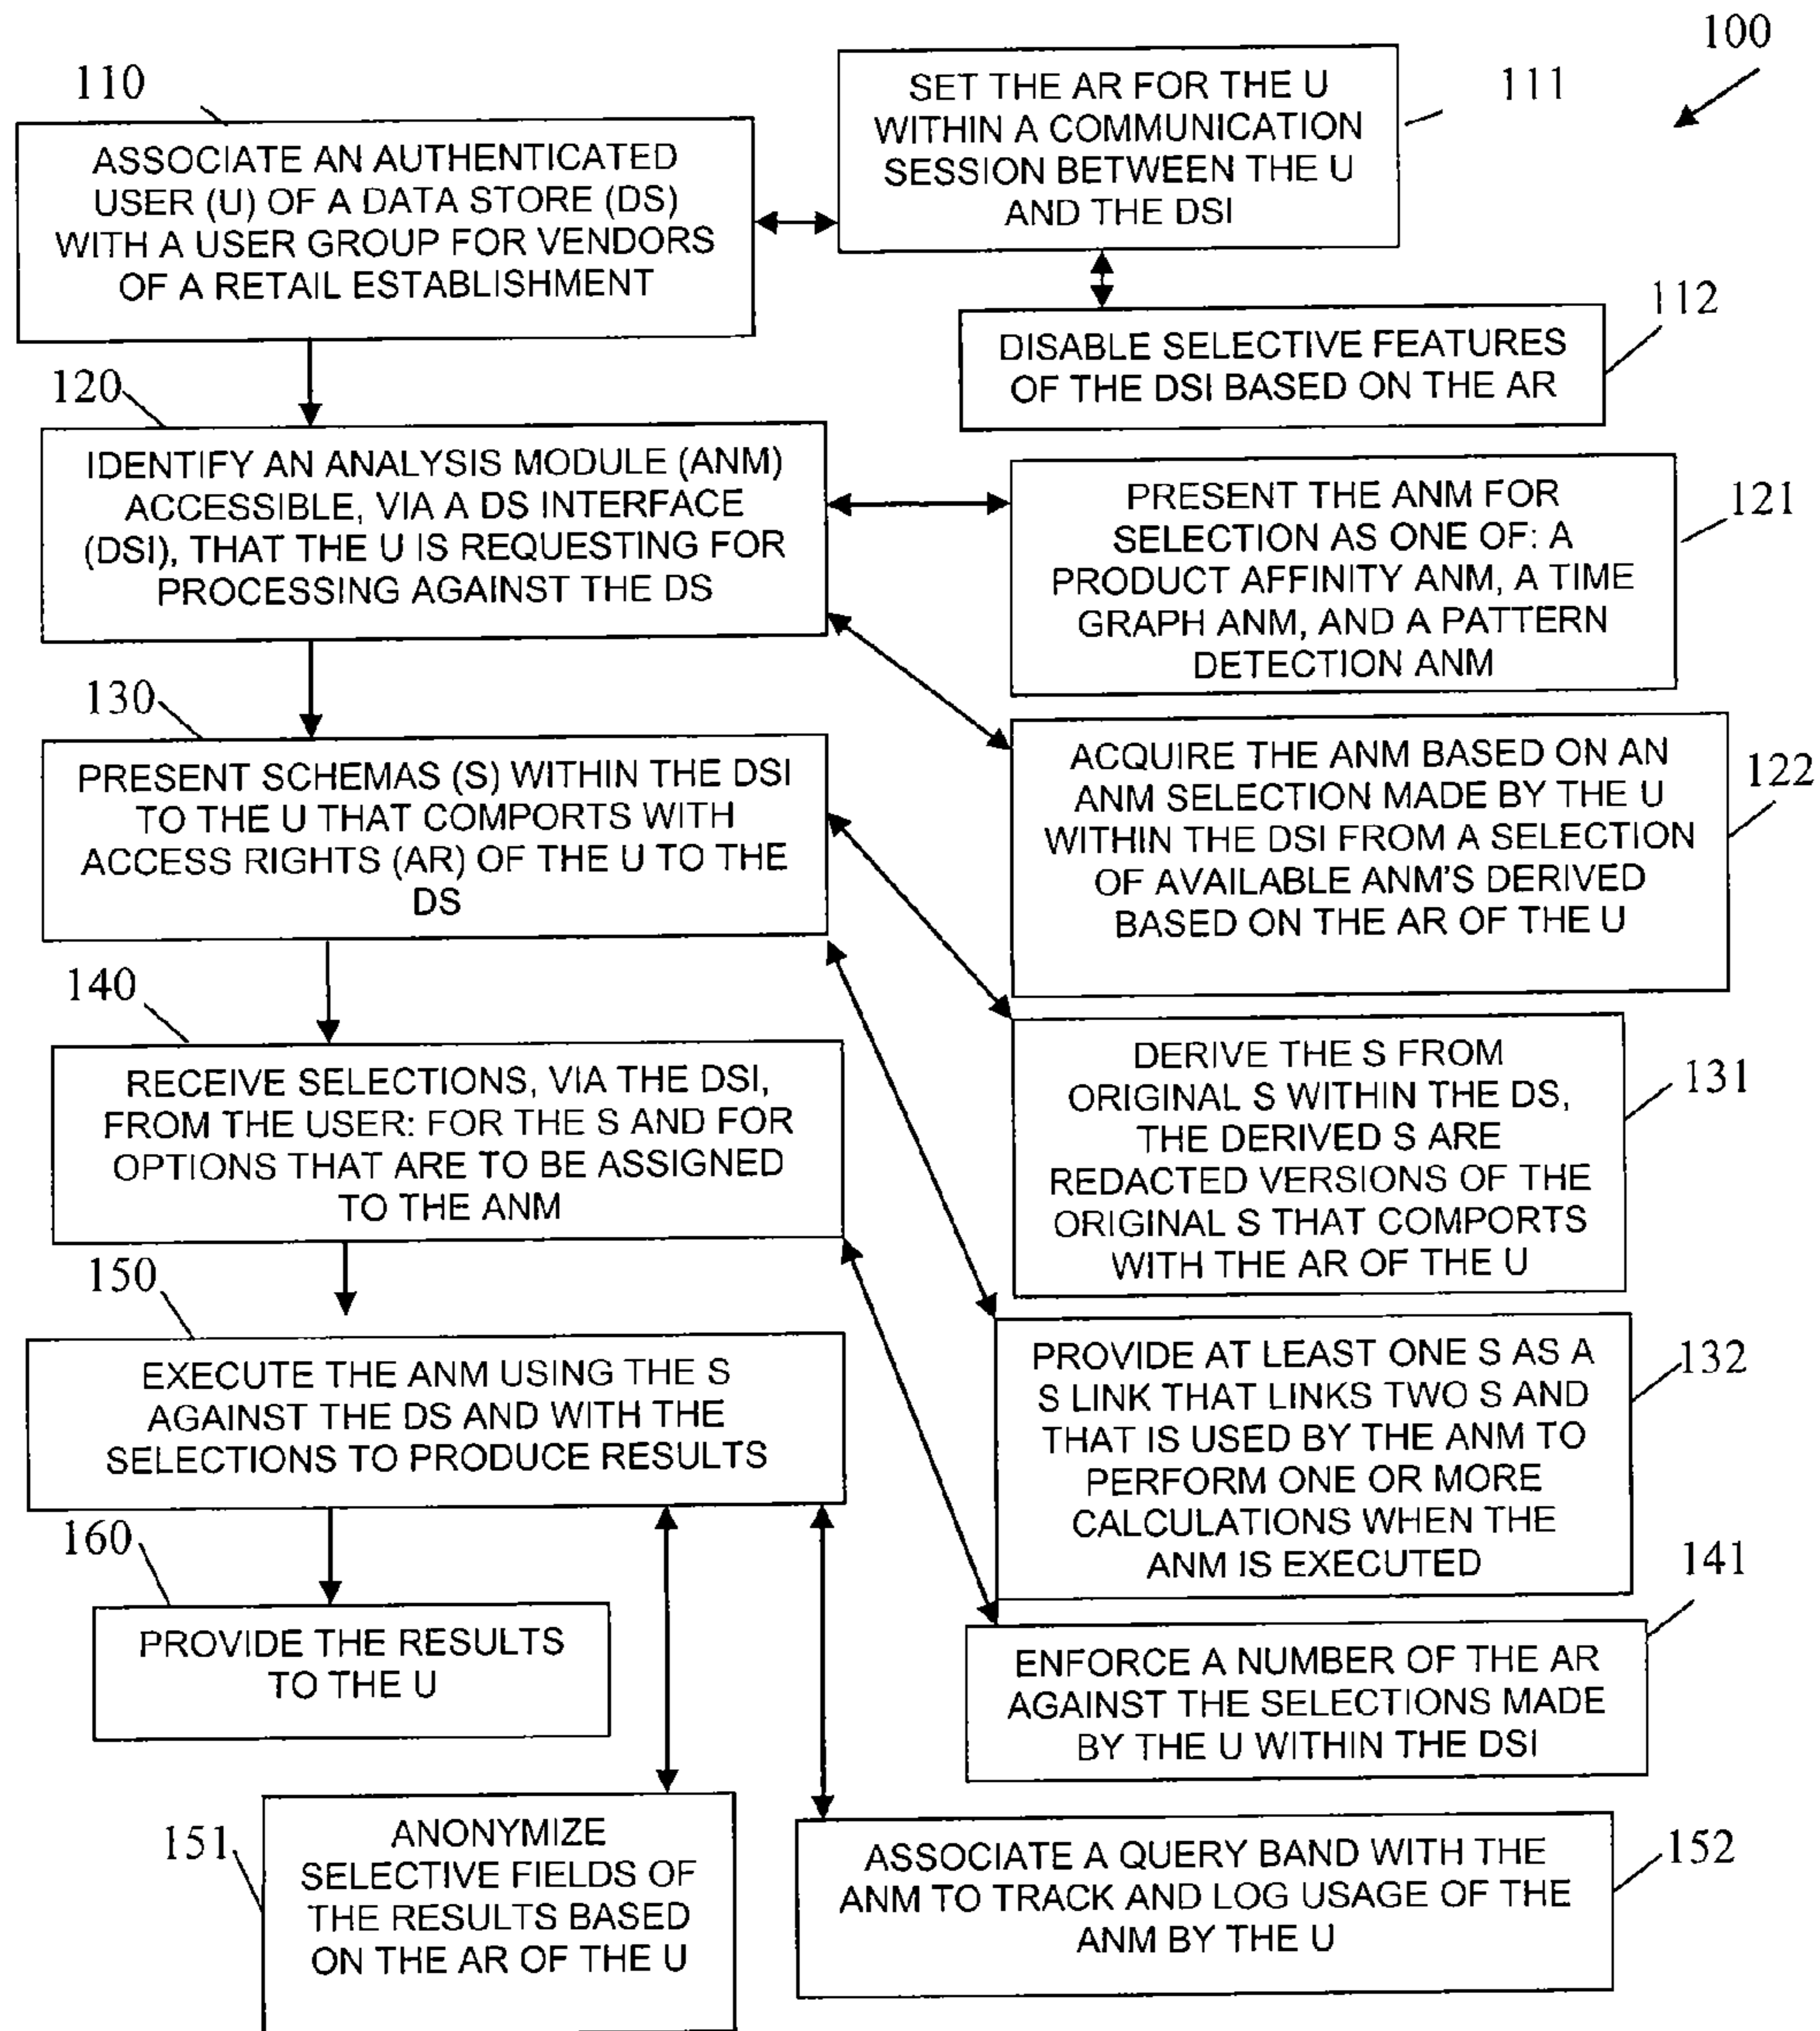 100
110
ASSOCIATE AN AUTHENTICATED
USER (U) OF A DATA STORE (DS)
WITH A USER GROUP FOR VENDORS
OF A RETAIL ESTABLISHMENT
SET THE AR FOR THE U
WITHIN A COMMUNICATION
SESSION BETWEEN THE U
AND THE DSI
111
112
DISABLE SELECTIVE FEATURES
OF THE DSI BASED ON THE AR
120
IDENTIFY AN ANALYSIS MODULE (ANM)
ACCESSIBLE, VIA A DS INTERFACE
(DSI), THAT THE U IS REQUESTING FOR
PROCESSING AGAINST THE DS
PRESENT THE ANM FOR
SELECTION AS ONE OF: A
PRODUCT AFFINITY ANM, A TIME
GRAPH ANM, AND A PATTERN
DETECTION ANM
121
130
PRESENT SCHEMAS (S) WITHIN THE DSI
TO THE U THAT COMPORTS WITH
ACCESS RIGHTS (AR) OF THE U TO THE
DS
ACQUIRE THE ANM BASED ON AN
ANM SELECTION MADE BY THE U
WITHIN THE DSI FROM A SELECTION
OF AVAILABLE ANM'S DERIVED
BASED ON THE AR OF THE U
122
140
RECEIVE SELECTIONS, VIA THE DSI,
FROM THE USER: FOR THE S AND FOR
OPTIONS THAT ARE TO BE ASSIGNED
TO THE ANM
DERIVE THE S FROM
ORIGINAL S WITHIN THE DS,
THE DERIVED S ARE
REDACTED VERSIONS OF THE
ORIGINAL S THAT COMPORTS
WITH THE AR OF THE U
131
150
EXECUTE THE ANM USING THE S
AGAINST THE DS AND WITH THE
SELECTIONS TO PRODUCE RESULTS
PROVIDE AT LEAST ONE S AS A
S LINK THAT LINKS TWO S AND
THAT IS USED BY THE ANM TO
PERFORM ONE OR MORE
CALCULATIONS WHEN THE
ANM IS EXECUTED
132
160
PROVIDE THE RESULTS
TO THE U
141
ENFORCE A NUMBER OF THE AR
AGAINST THE SELECTIONS MADE
BY THE U WITHIN THE DSI
151
ANONYMIZE
SELECTIVE FIELDS OF
THE RESULTS BASED
ON THE AR OF THE U
ASSOCIATE A QUERY BAND WITH THE
ANM TO TRACK AND LOG USAGE OF THE
ANM BY THE U
152